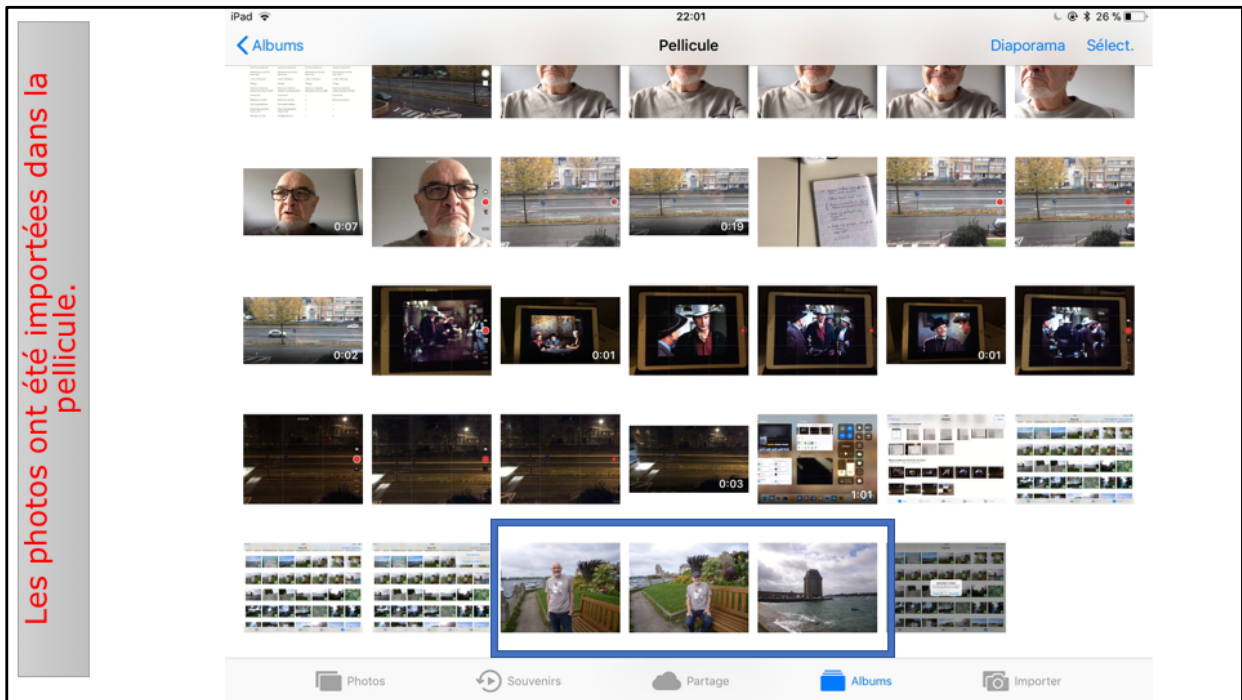 Les photos ont été importées dans la
pellicule.
iPad 22:01 26 %
Albums Pellicule Diaporama Sélect.
0:07
0:19
0:02
0:01
0:01
0:03
1:01
Photos Souvenirs Partage Albums Importer